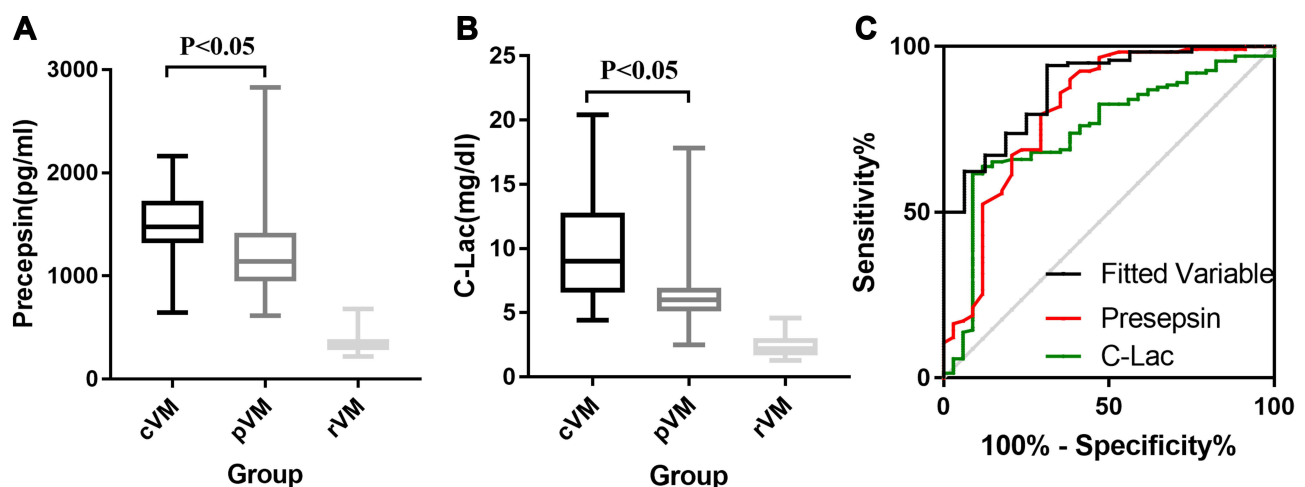 A
P<0.05
Precepsin(pg/ml)
3000
2000
1000
0
cVM
pVM
rVM
Group
B
P<0.05
C-Lac(mg/dl)
25
20
15
10
5
0
cVM
pVM
rVM
Group
C
Sensitivity%
100
50
0
Fitted Variable
Presepsin
C-Lac
0
50
100
100% - Specificity%